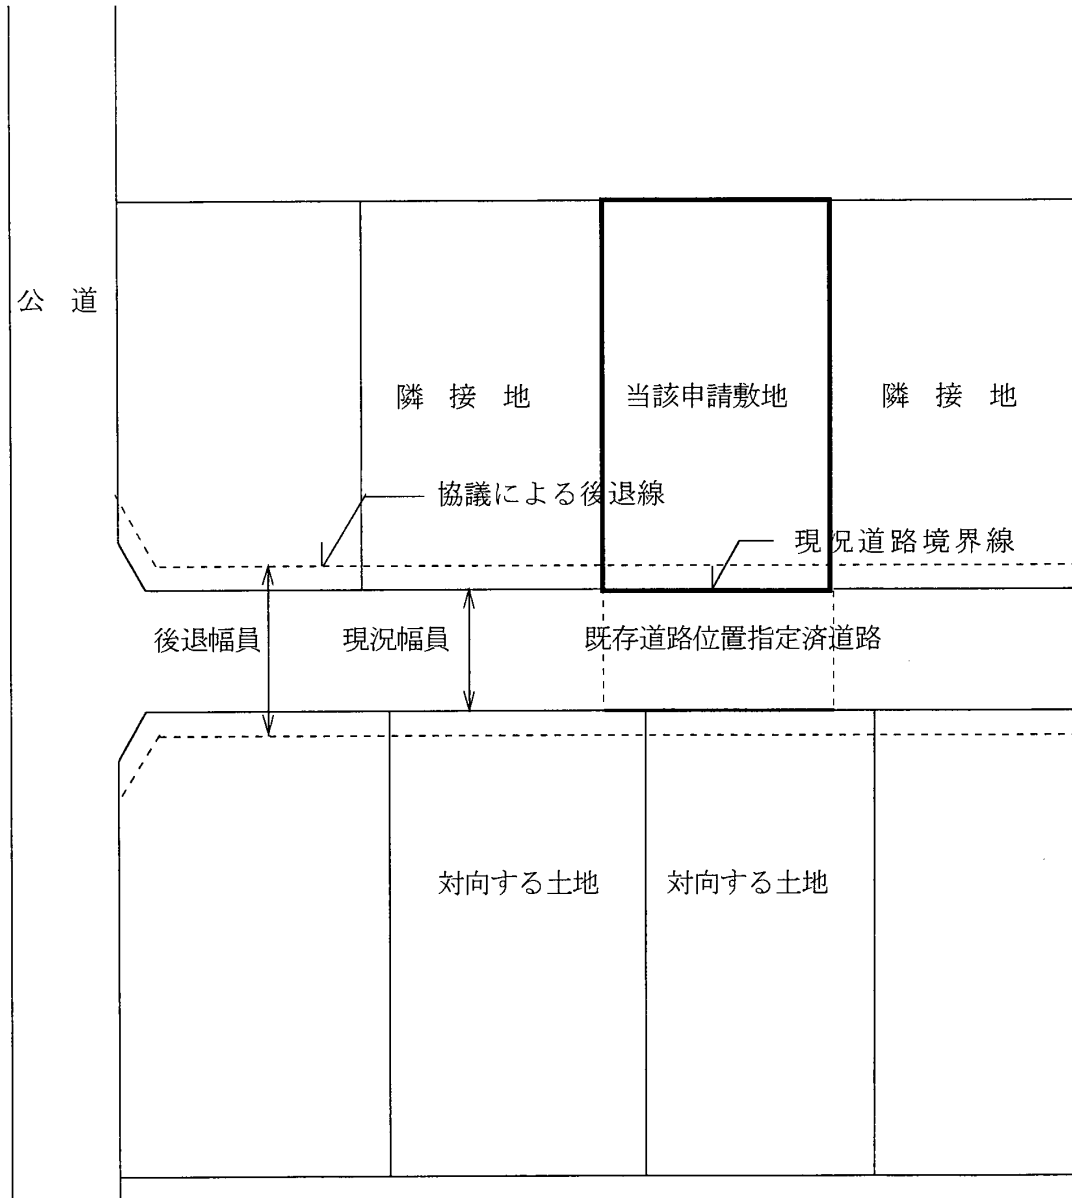 公 道
隣 接 地
当該申請敷地
隣 接 地
協議による後退線
現況道路境界線
後退幅員
現況幅員
既存道路位置指定済道路
対向する土地
対向する土地